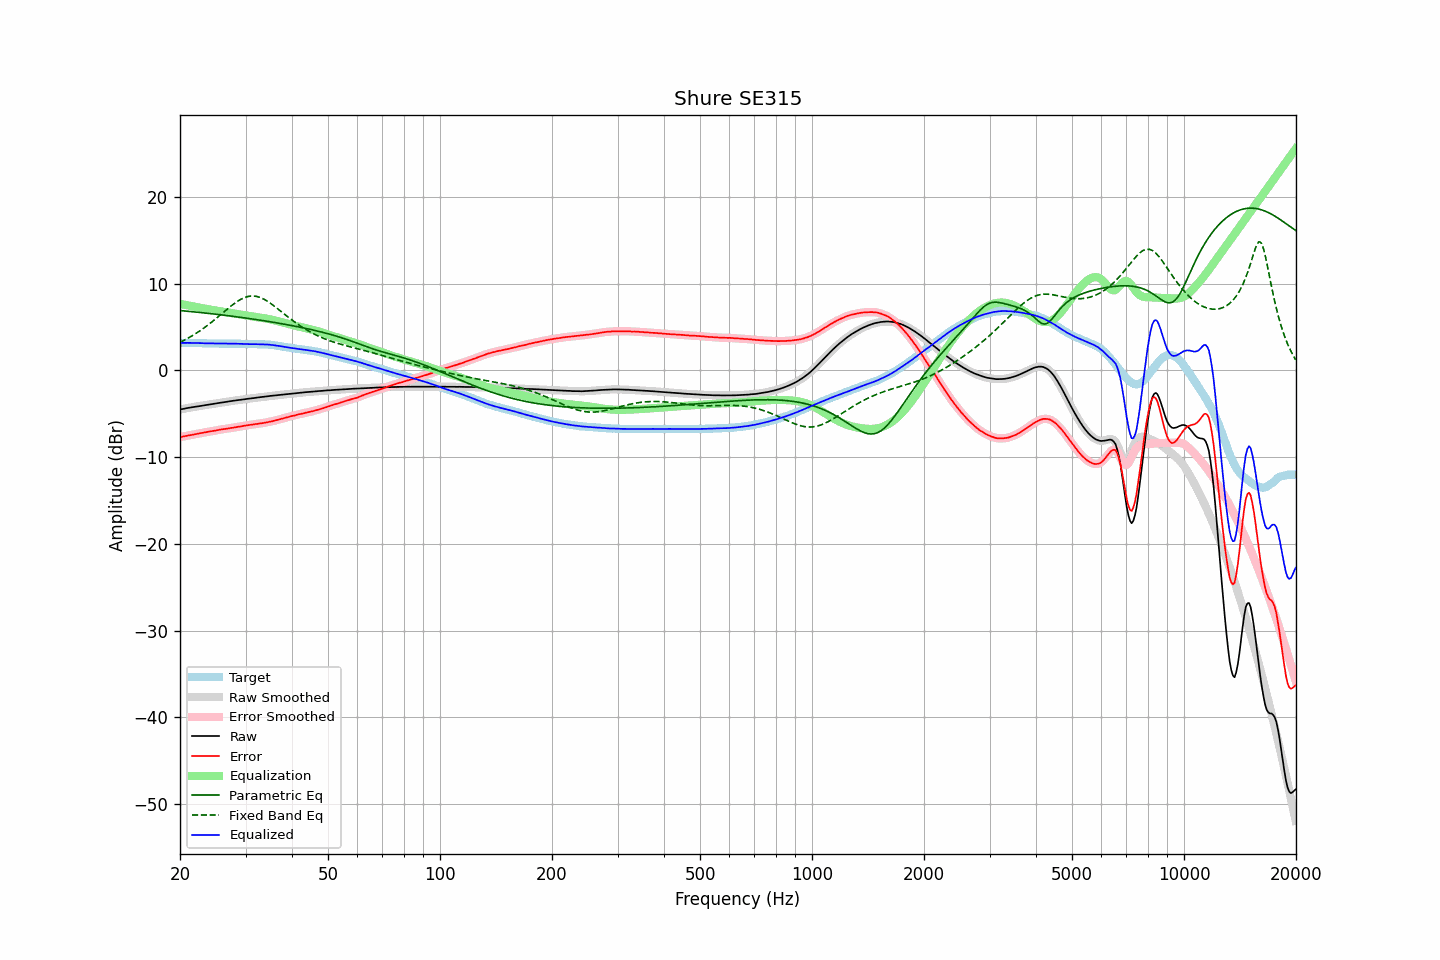 Shure SE315
Amplitude (dBr)
20
10
0
−10
−20
−30
−40
−50
Target
Raw Smoothed
Error Smoothed
Raw
Error
Equalization
Parametric Eq
Fixed Band Eq
Equalized
20 50 100 200 500 1000 2000 5000 10000 20000
Frequency (Hz)